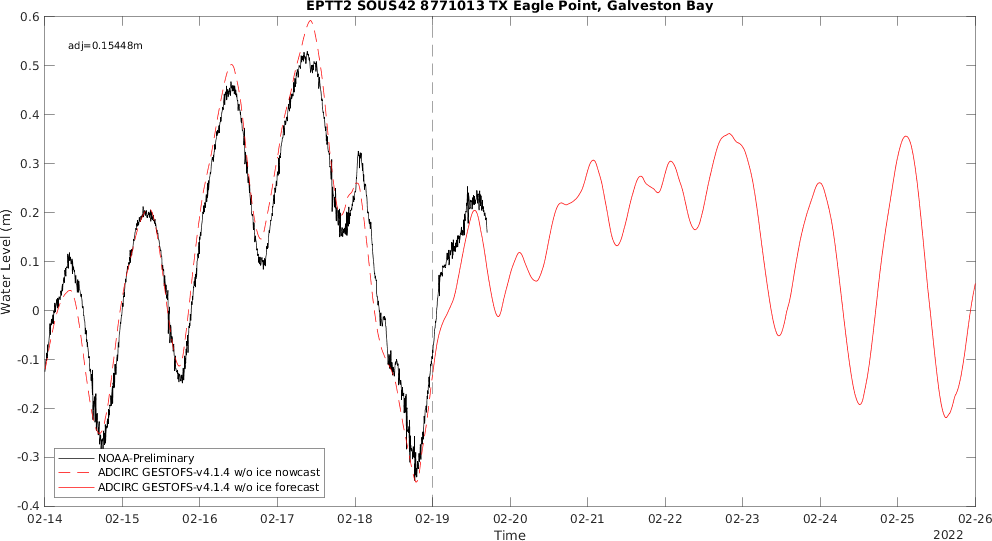 EPTT2 SOUS42 8771013 TX Eagle Point, Galveston Bay
adj=0.15448m
0.6
0.5
0.4
0.3
0.2
0.1
0
-0.1
-0.2
-0.3
-0.4
Water Level (m)
NOAA-Preliminary
ADCIRC GESTOFS-v4.1.4 w/o ice nowcast
ADCIRC GESTOFS-v4.1.4 w/o ice forecast
02-14 02-15 02-16 02-17 02-18 02-19 02-20 02-21 02-22 02-23 02-24 02-25 02-26
Time
2022